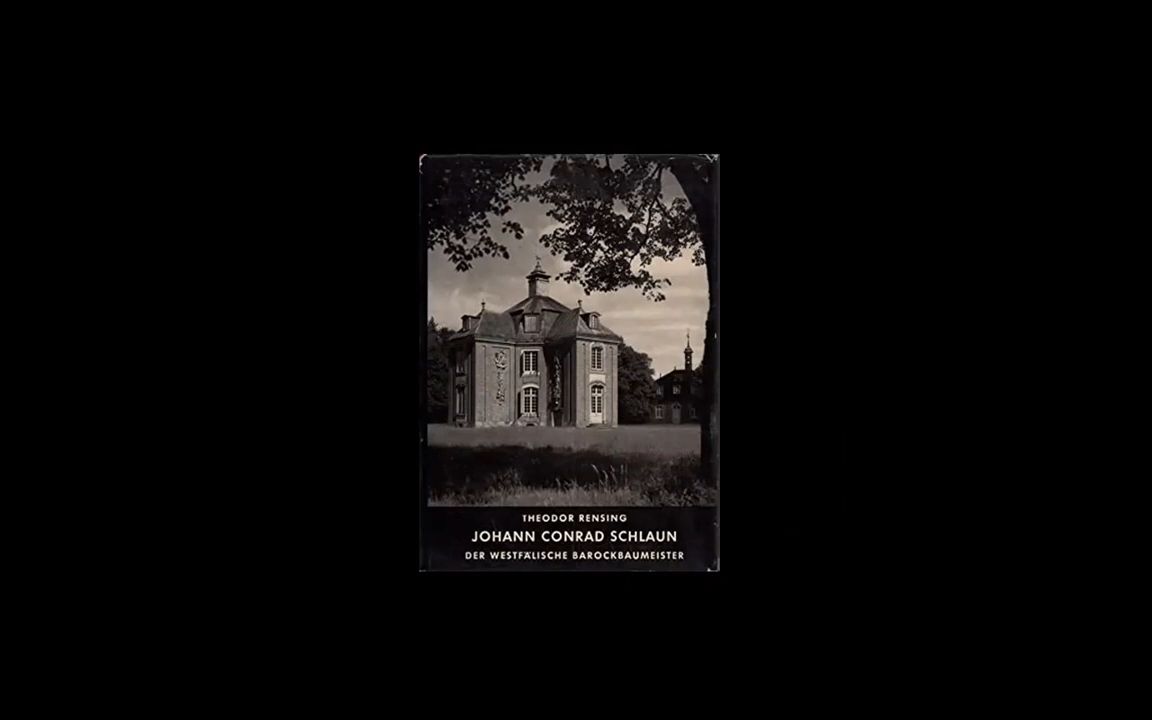 THEODOR RENSING
JOHANN CONRAD SCHLAUN
DER WESTFÄLISCHE BAROCKBAUMEISTER